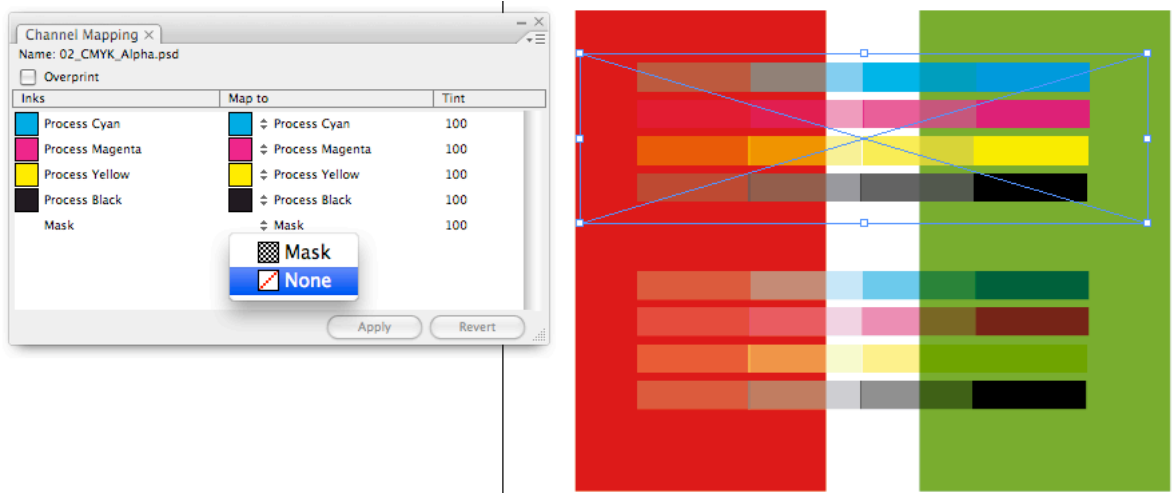 Channel Mapping ×
Name: 02_CMYK_Alpha.psd
Overprint
Inks Map to Tint
Process Cyan Process Cyan 100
Process Magenta Process Magenta 100
Process Yellow Process Yellow 100
Process Black Process Black 100
Mask Mask 100
Mask
None
Apply Revert